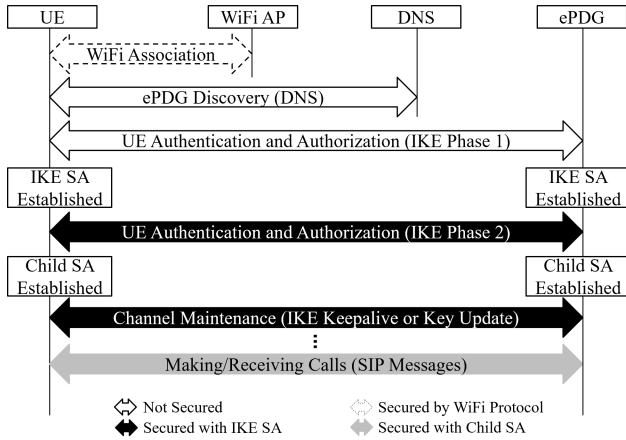 UE WiFi AP DNS ePDG
WiFi Association
ePDG Discovery (DNS)
UE Authentication and Authorization (IKE Phase 1)
IKE SA Established
IKE SA Established
UE Authentication and Authorization (IKE Phase 2)
Child SA Established
Child SA Established
Channel Maintenance (IKE Keepalive or Key Update)
Making/Receiving Calls (SIP Messages)
Not Secured
Secured by WiFi Protocol
Secured with IKE SA
Secured with Child SA